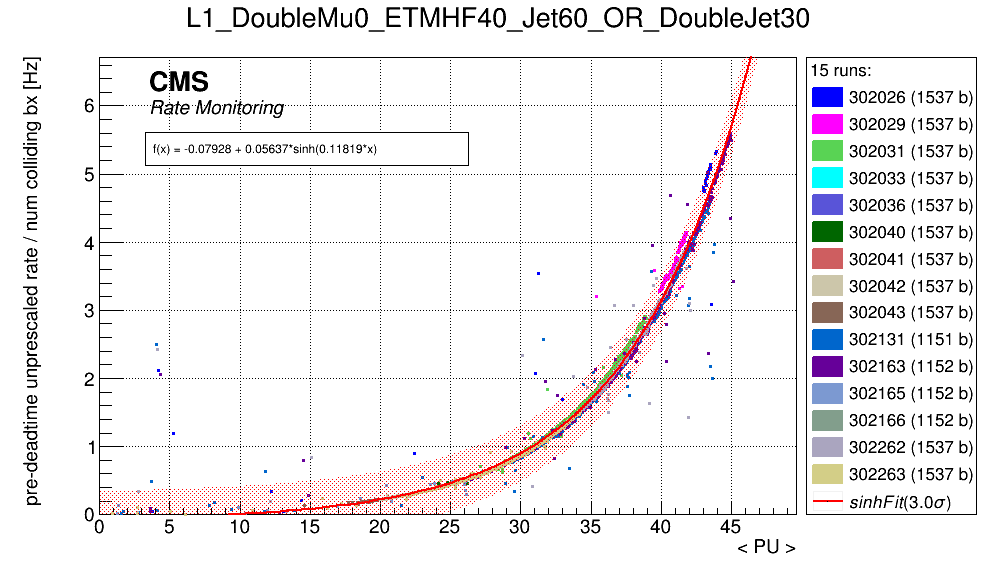 L1_DoubleMu0_ETMHF40_Jet60_OR_DoubleJet30
pre-deadtime unprescaled rate / num colliding bx [Hz]
CMS
Rate Monitoring
f(x) = -0.07928 + 0.05637*sinh(0.11819*x)
6
5
4
3
2
1
0
0 5 10 15 20 25 30 35 40 45
< PU >
15 runs:
302026 (1537 b)
302029 (1537 b)
302031 (1537 b)
302033 (1537 b)
302036 (1537 b)
302040 (1537 b)
302041 (1537 b)
302042 (1537 b)
302043 (1537 b)
302131 (1151 b)
302163 (1152 b)
302165 (1152 b)
302166 (1152 b)
302262 (1537 b)
302263 (1537 b)
sinhFit(3.0σ)